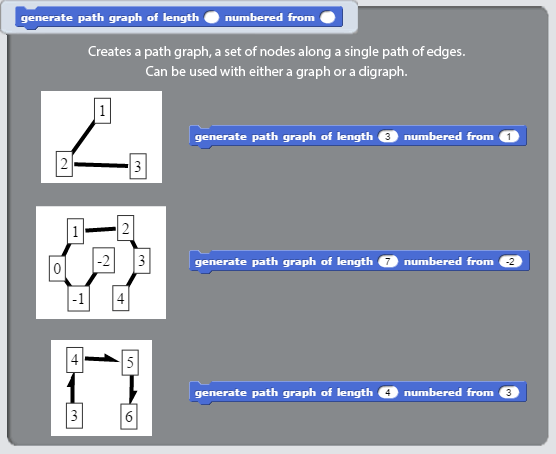 generate path graph of length numbered from
Creates a path graph, a set of nodes along a single path of edges.
Can be used with either a graph or a digraph.
1
2
3
generate path graph of length 3 numbered from 1
1
2
0
-2
3
-1
4
generate path graph of length 7 numbered from -2
4
5
3
6
generate path graph of length 4 numbered from 3